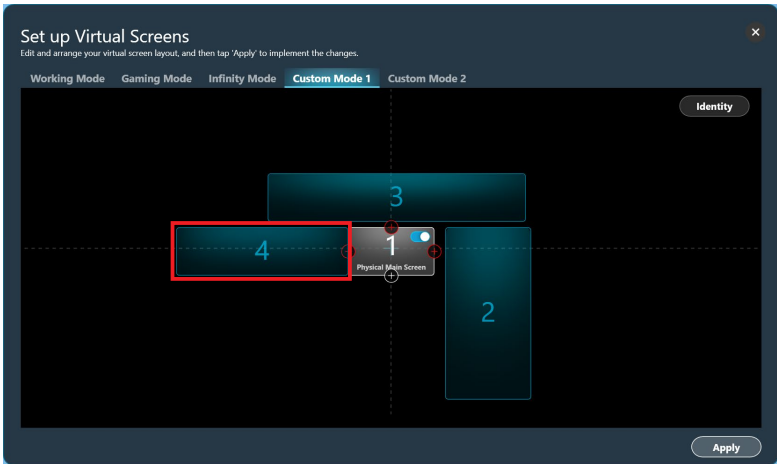 Set up Virtual Screens
Edit and arrange your virtual screen layout, and then tap 'Apply' to implement the changes.
Working Mode Gaming Mode Infinity Mode Custom Mode 1 Custom Mode 2
Identity
3
4
1
Physical Main Screen
2
Apply